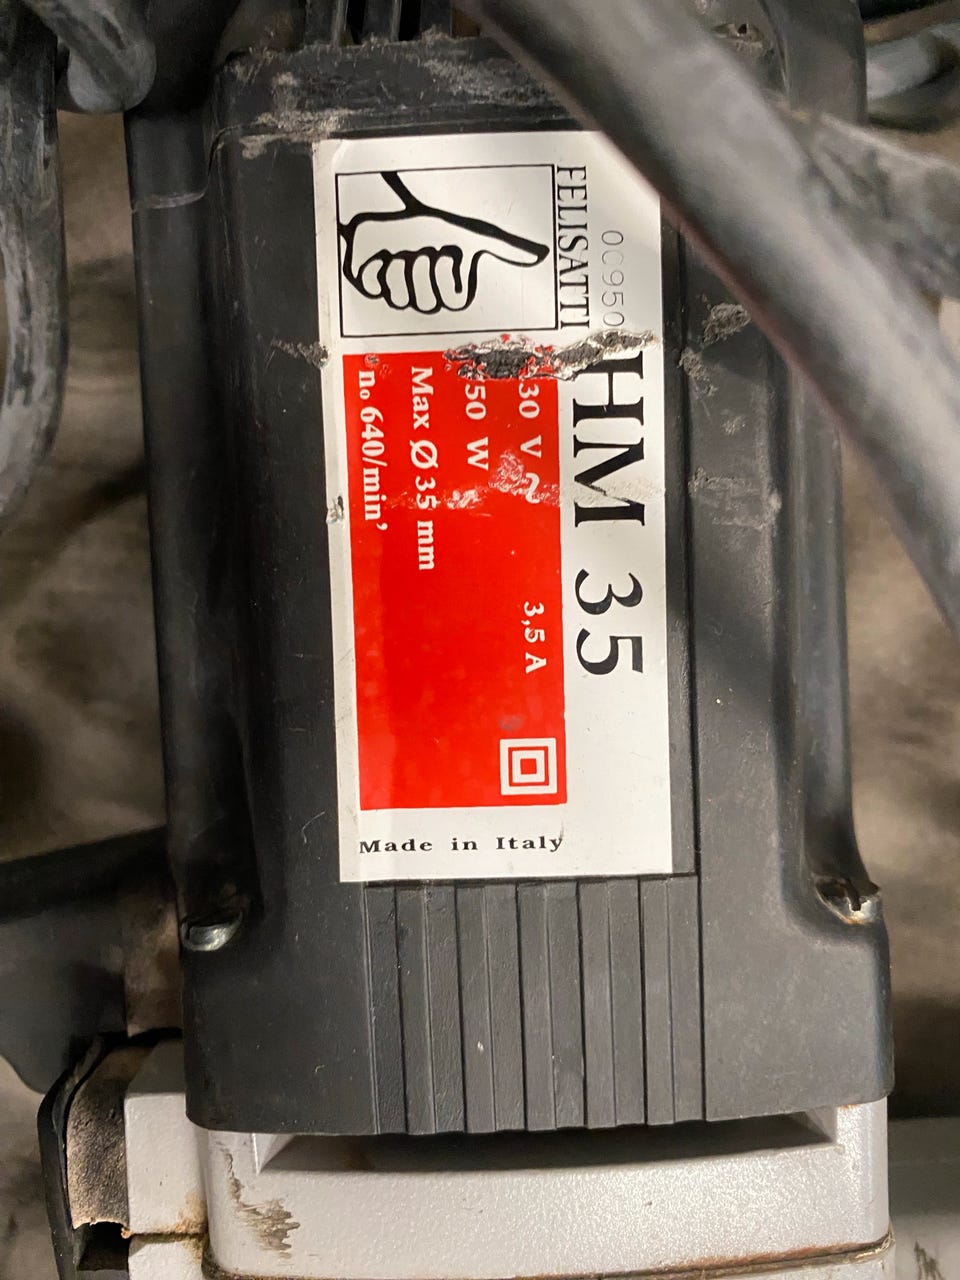 0C950
FELISATTI
HM 35
30 V ~ 3,5 A
50 W
Max Ø 35 mm
n₀ 640/min’
Made in Italy